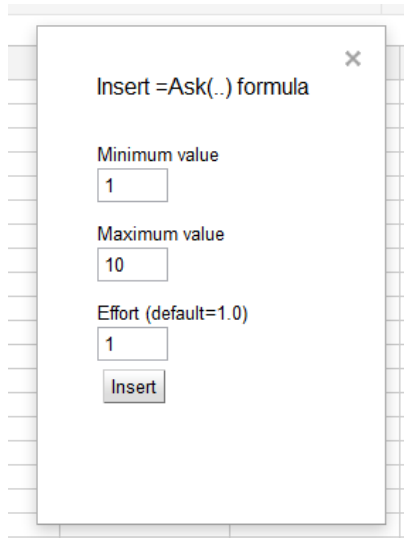 Insert =Ask(..) formula
Minimum value
1
Maximum value
10
Effort (default=1.0)
1
Insert